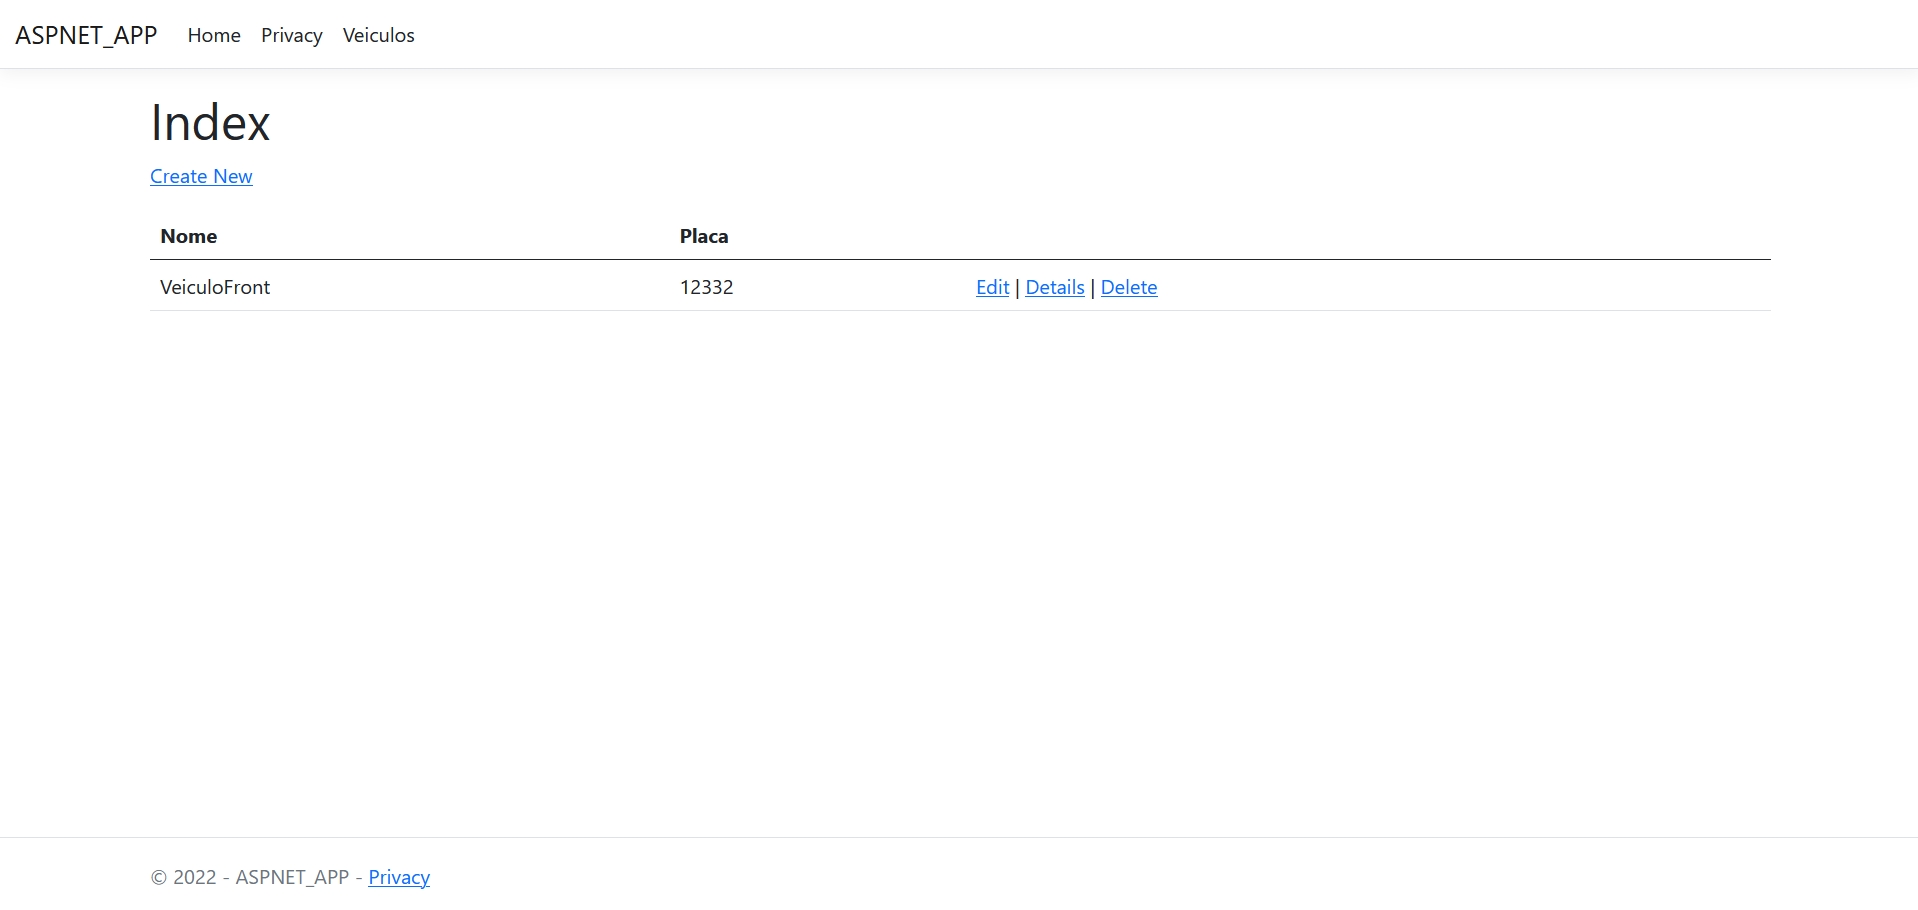 ASPNET_APP Home Privacy Veiculos
Index
Create New
Nome Placa
VeiculoFront 12332 Edit | Details | Delete
© 2022 - ASPNET_APP - Privacy